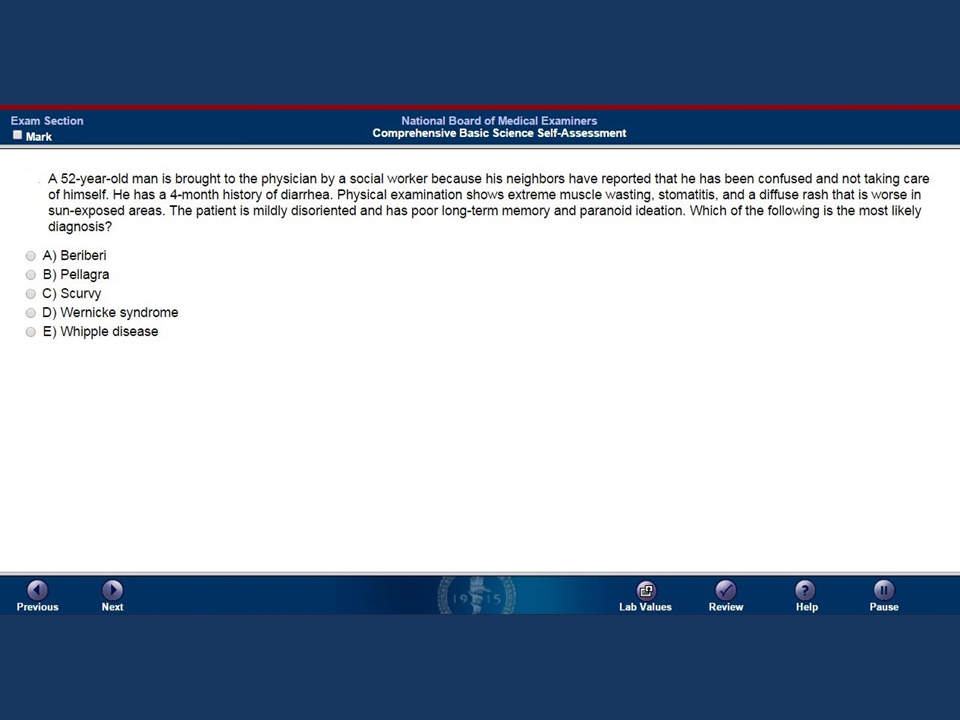 Exam Section
Mark
National Board of Medical Examiners
Comprehensive Basic Science Self-Assessment
A 52-year-old man is brought to the physician by a social worker because his neighbors have reported that he has been confused and not taking care
of himself. He has a 4-month history of diarrhea. Physical examination shows extreme muscle wasting, stomatitis, and a diffuse rash that is worse in
sun-exposed areas. The patient is mildly disoriented and has poor long-term memory and paranoid ideation. Which of the following is the most likely
diagnosis?
A) Beriberi
B) Pellagra
C) Scurvy
D) Wernicke syndrome
E) Whipple disease
1915
Previous
Next
Lab Values
Review
Help
Pause